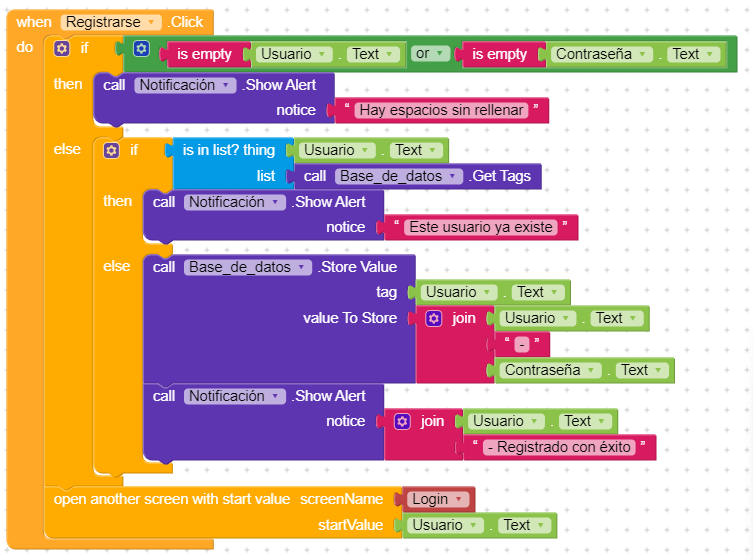 when Registrarse .Click
do if is empty Usuario . Text or is empty Contraseña . Text
then call Notificación .Show Alert
notice " Hay espacios sin rellenar "
else if is in list? thing Usuario . Text
list call Base_de_datos .Get Tags
then call Notificación .Show Alert
notice " Este usuario ya existe "
else call Base_de_datos .Store Value
tag Usuario . Text
value To Store join Usuario . Text
" - "
Contraseña . Text
call Notificación .Show Alert
notice join Usuario . Text
" - Registrado con éxito "
open another screen with start value screenName Login
startValue Usuario . Text